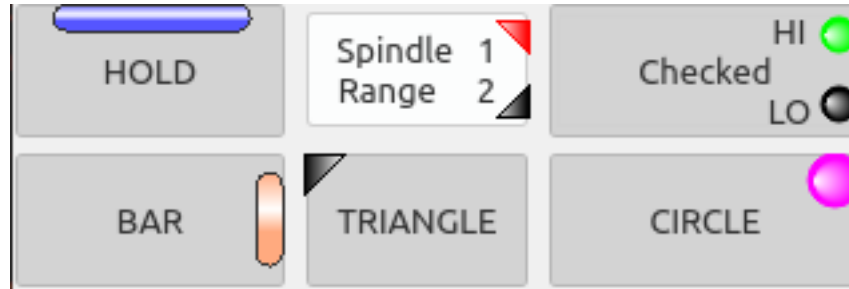 HOLD
Spindle 1
Range 2
HI
Checked
LO
BAR
TRIANGLE
CIRCLE